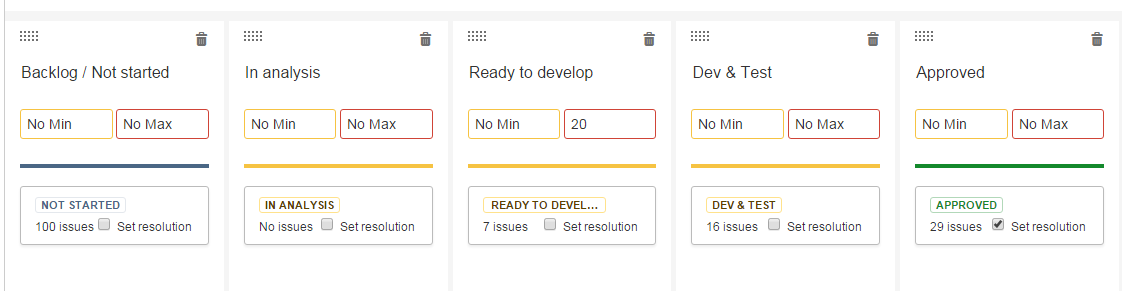 Backlog / Not started
No Min No Max
NOT STARTED
100 issues Set resolution
In analysis
No Min No Max
IN ANALYSIS
No issues Set resolution
Ready to develop
No Min 20
READY TO DEVEL...
7 issues Set resolution
Dev & Test
No Min No Max
DEV & TEST
16 issues Set resolution
Approved
No Min No Max
APPROVED
29 issues Set resolution